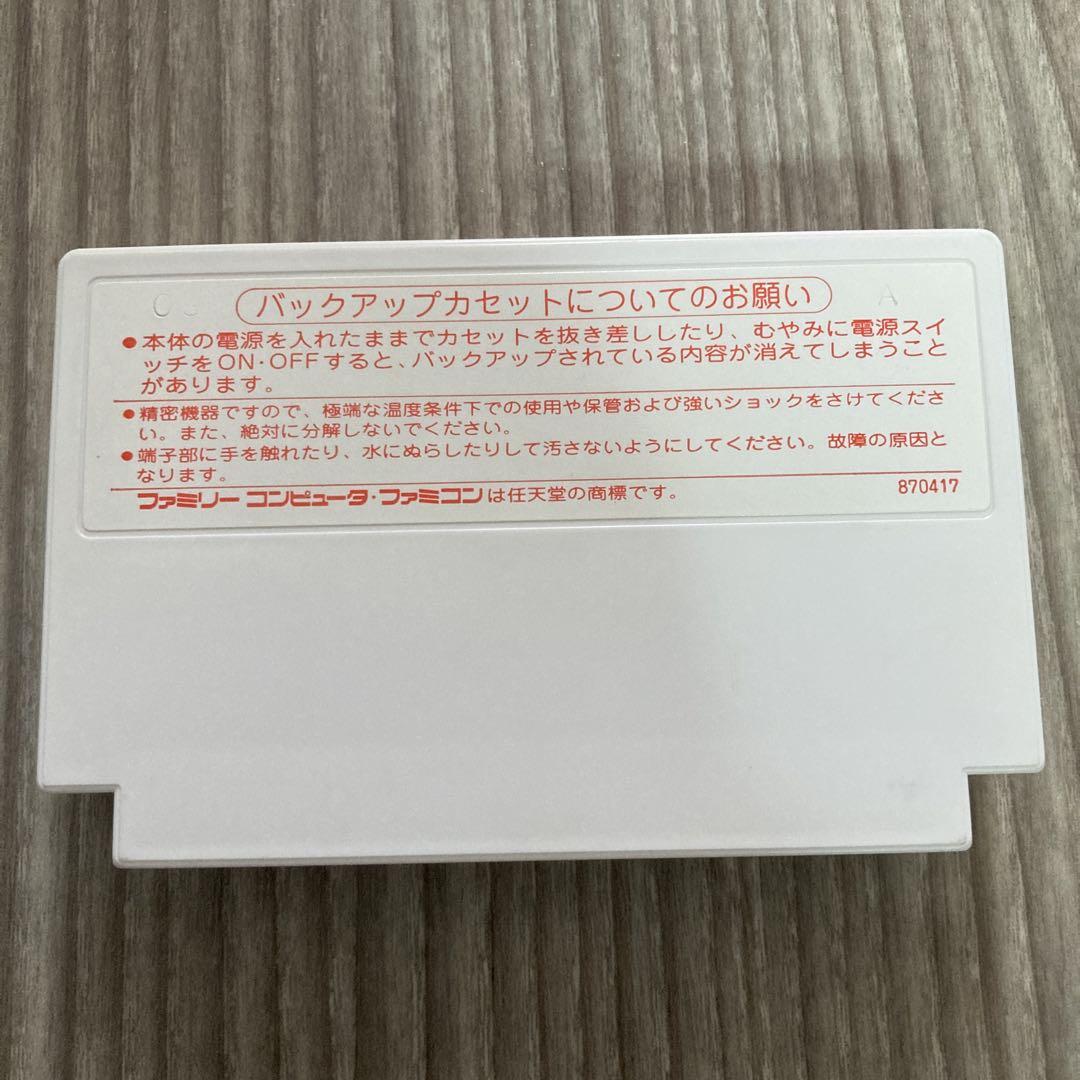 バックアップカセットについてのお願い
●本体の電源を入れたままでカセットを抜き差ししたり、むやみに電源スイ
ッチをON・OFFすると、バックアップされている内容が消えてしまうこと
があります。
●精密機器ですので、極端な温度条件下での使用や保管および強いショックをさけてくださ
い。また、絶対に分解しないでください。
●端子部に手を触れたり、水にぬらしたりして汚さないようにしてください。故障の原因と
なります。
ファミリーコンピュータ・ファミコンは任天堂の商標です。 870417
A